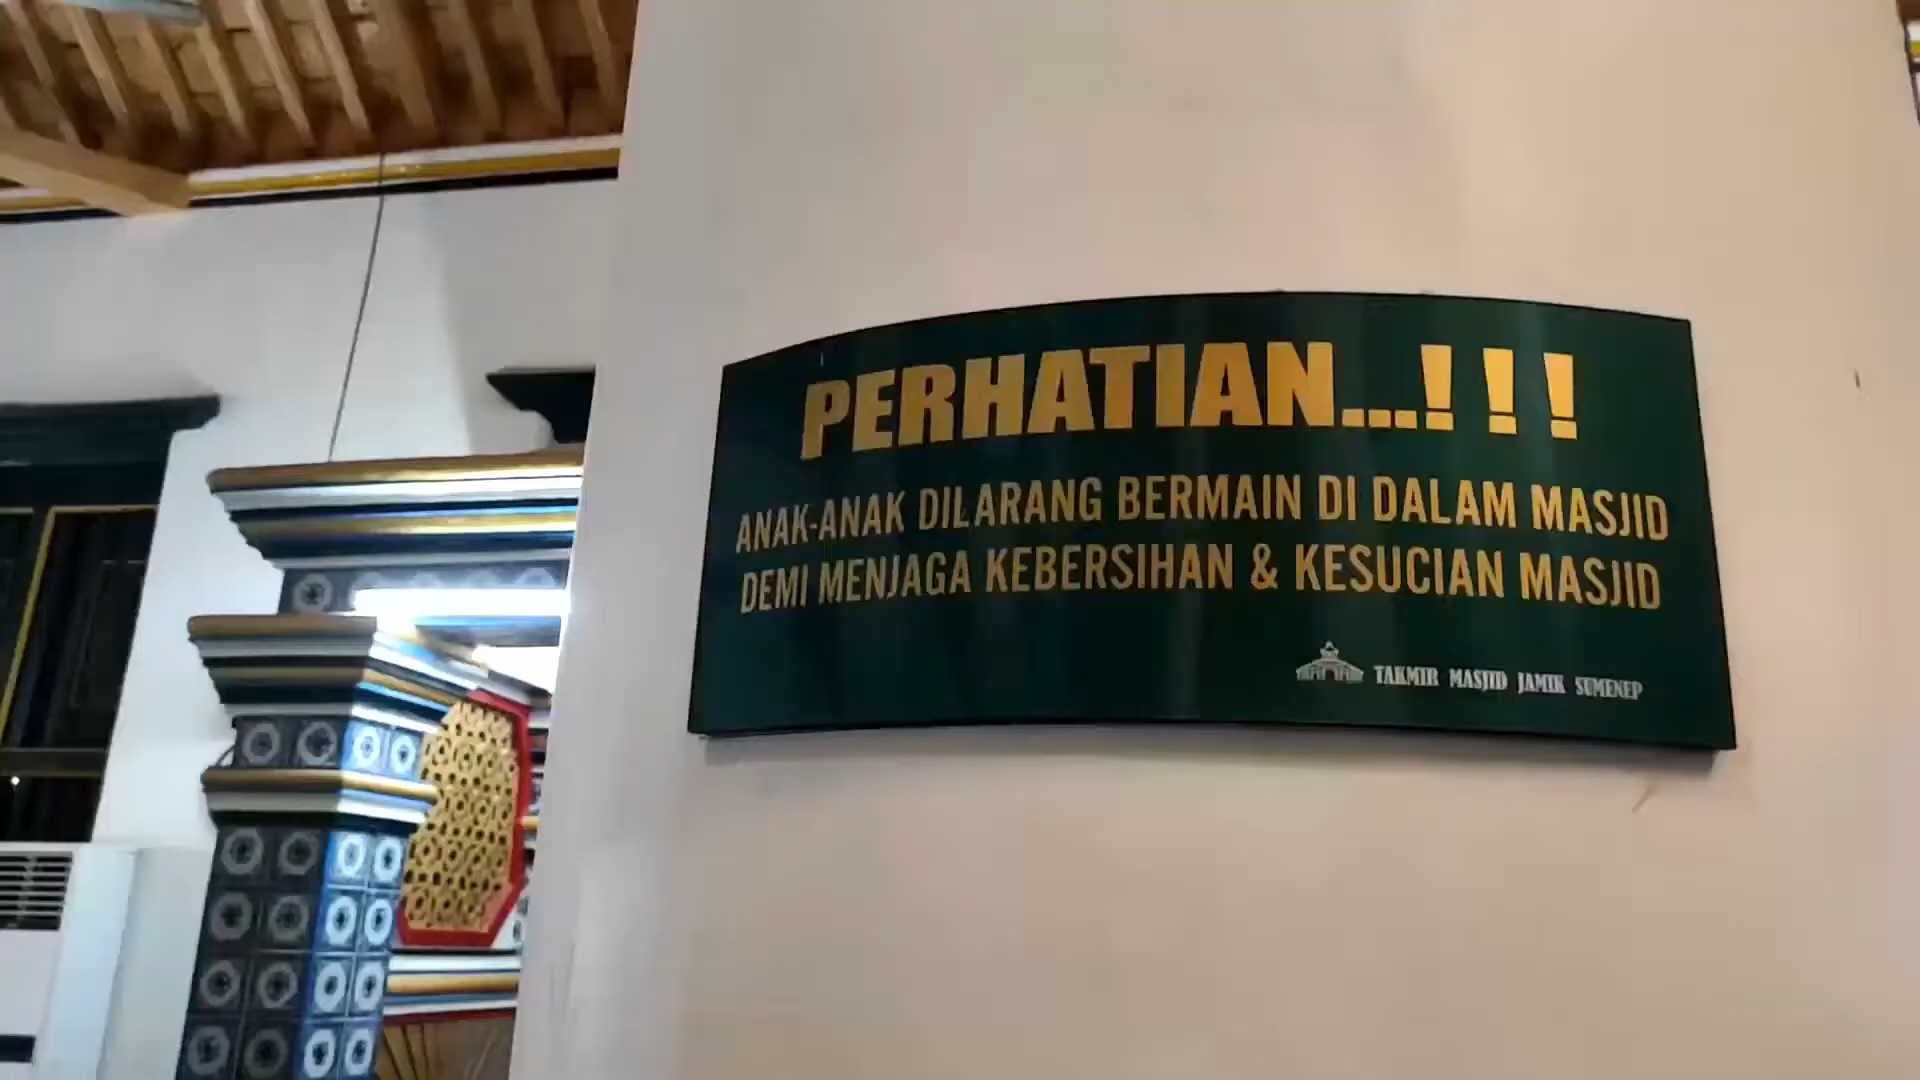 PERHATIAN...!!!
ANAK-ANAK DILARANG BERMAIN DI DALAM MASJID
DEMI MENJAGA KEBERSIHAN & KESUCIAN MASJID
TAKMIR MASJID JAMIK SUMENEP